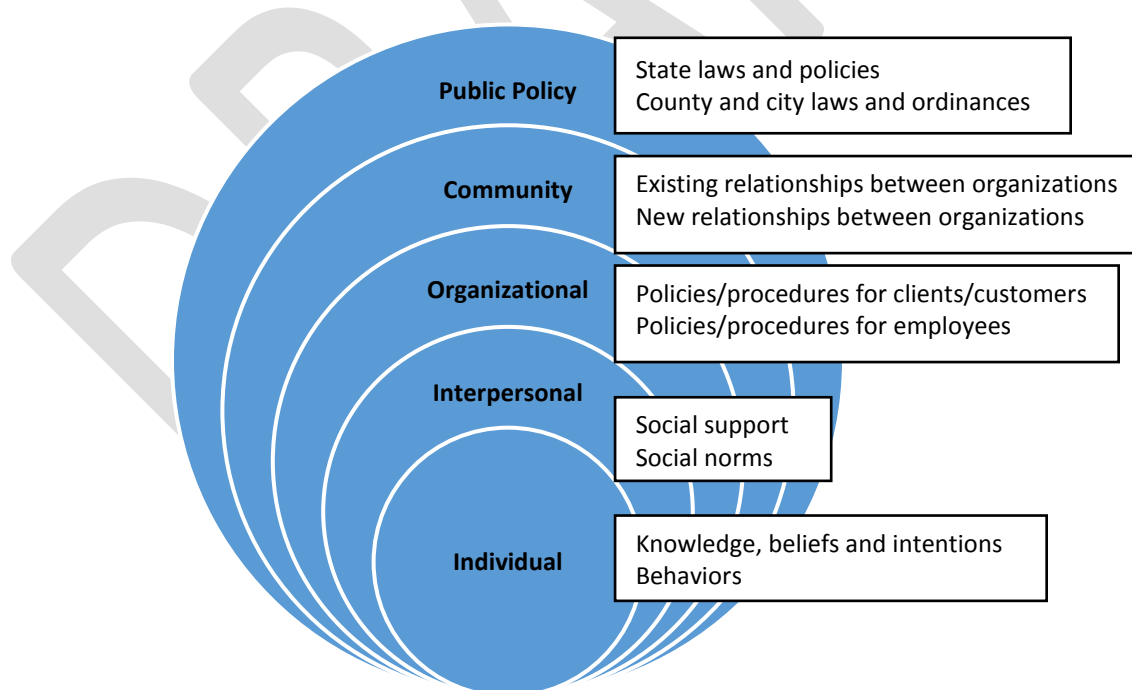 Public Policy
State laws and policies
County and city laws and ordinances
Community
Existing relationships between organizations
New relationships between organizations
Organizational
Policies/procedures for clients/customers
Policies/procedures for employees
Interpersonal
Social support
Social norms
Individual
Knowledge, beliefs and intentions
Behaviors